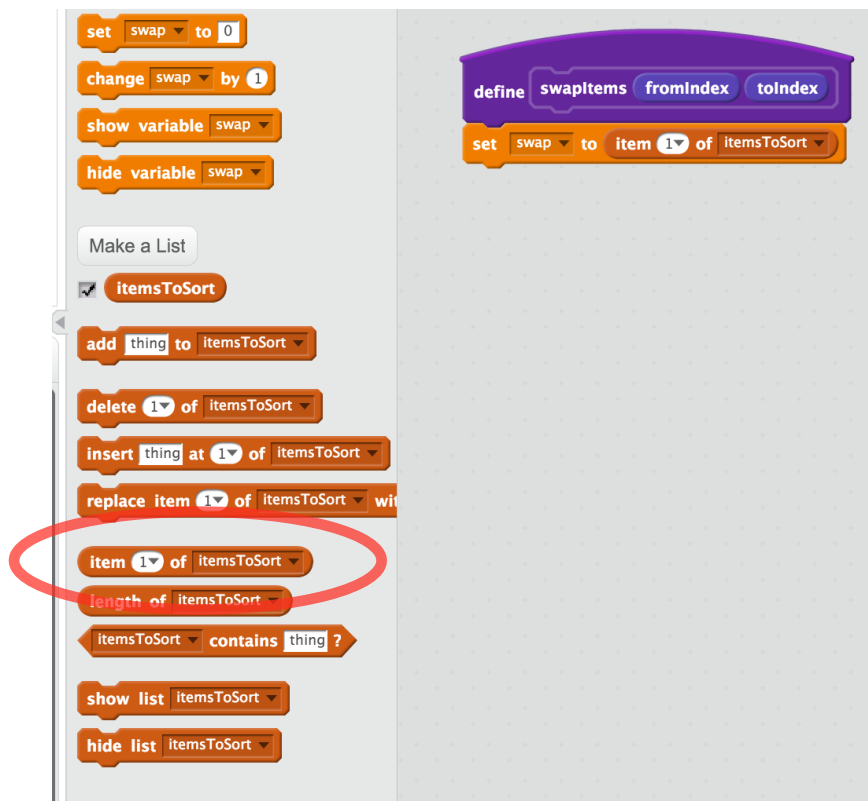 set swap to 0
change swap by 1
show variable swap
hide variable swap
Make a List
itemsToSort
add thing to itemsToSort
delete 1 of itemsToSort
insert thing at 1 of itemsToSort
replace item 1 of itemsToSort wit
item 1 of itemsToSort
length of itemsToSort
itemsToSort contains thing ?
show list itemsToSort
hide list itemsToSort
define swapItems fromIndex toIndex
set swap to item 1 of itemsToSort